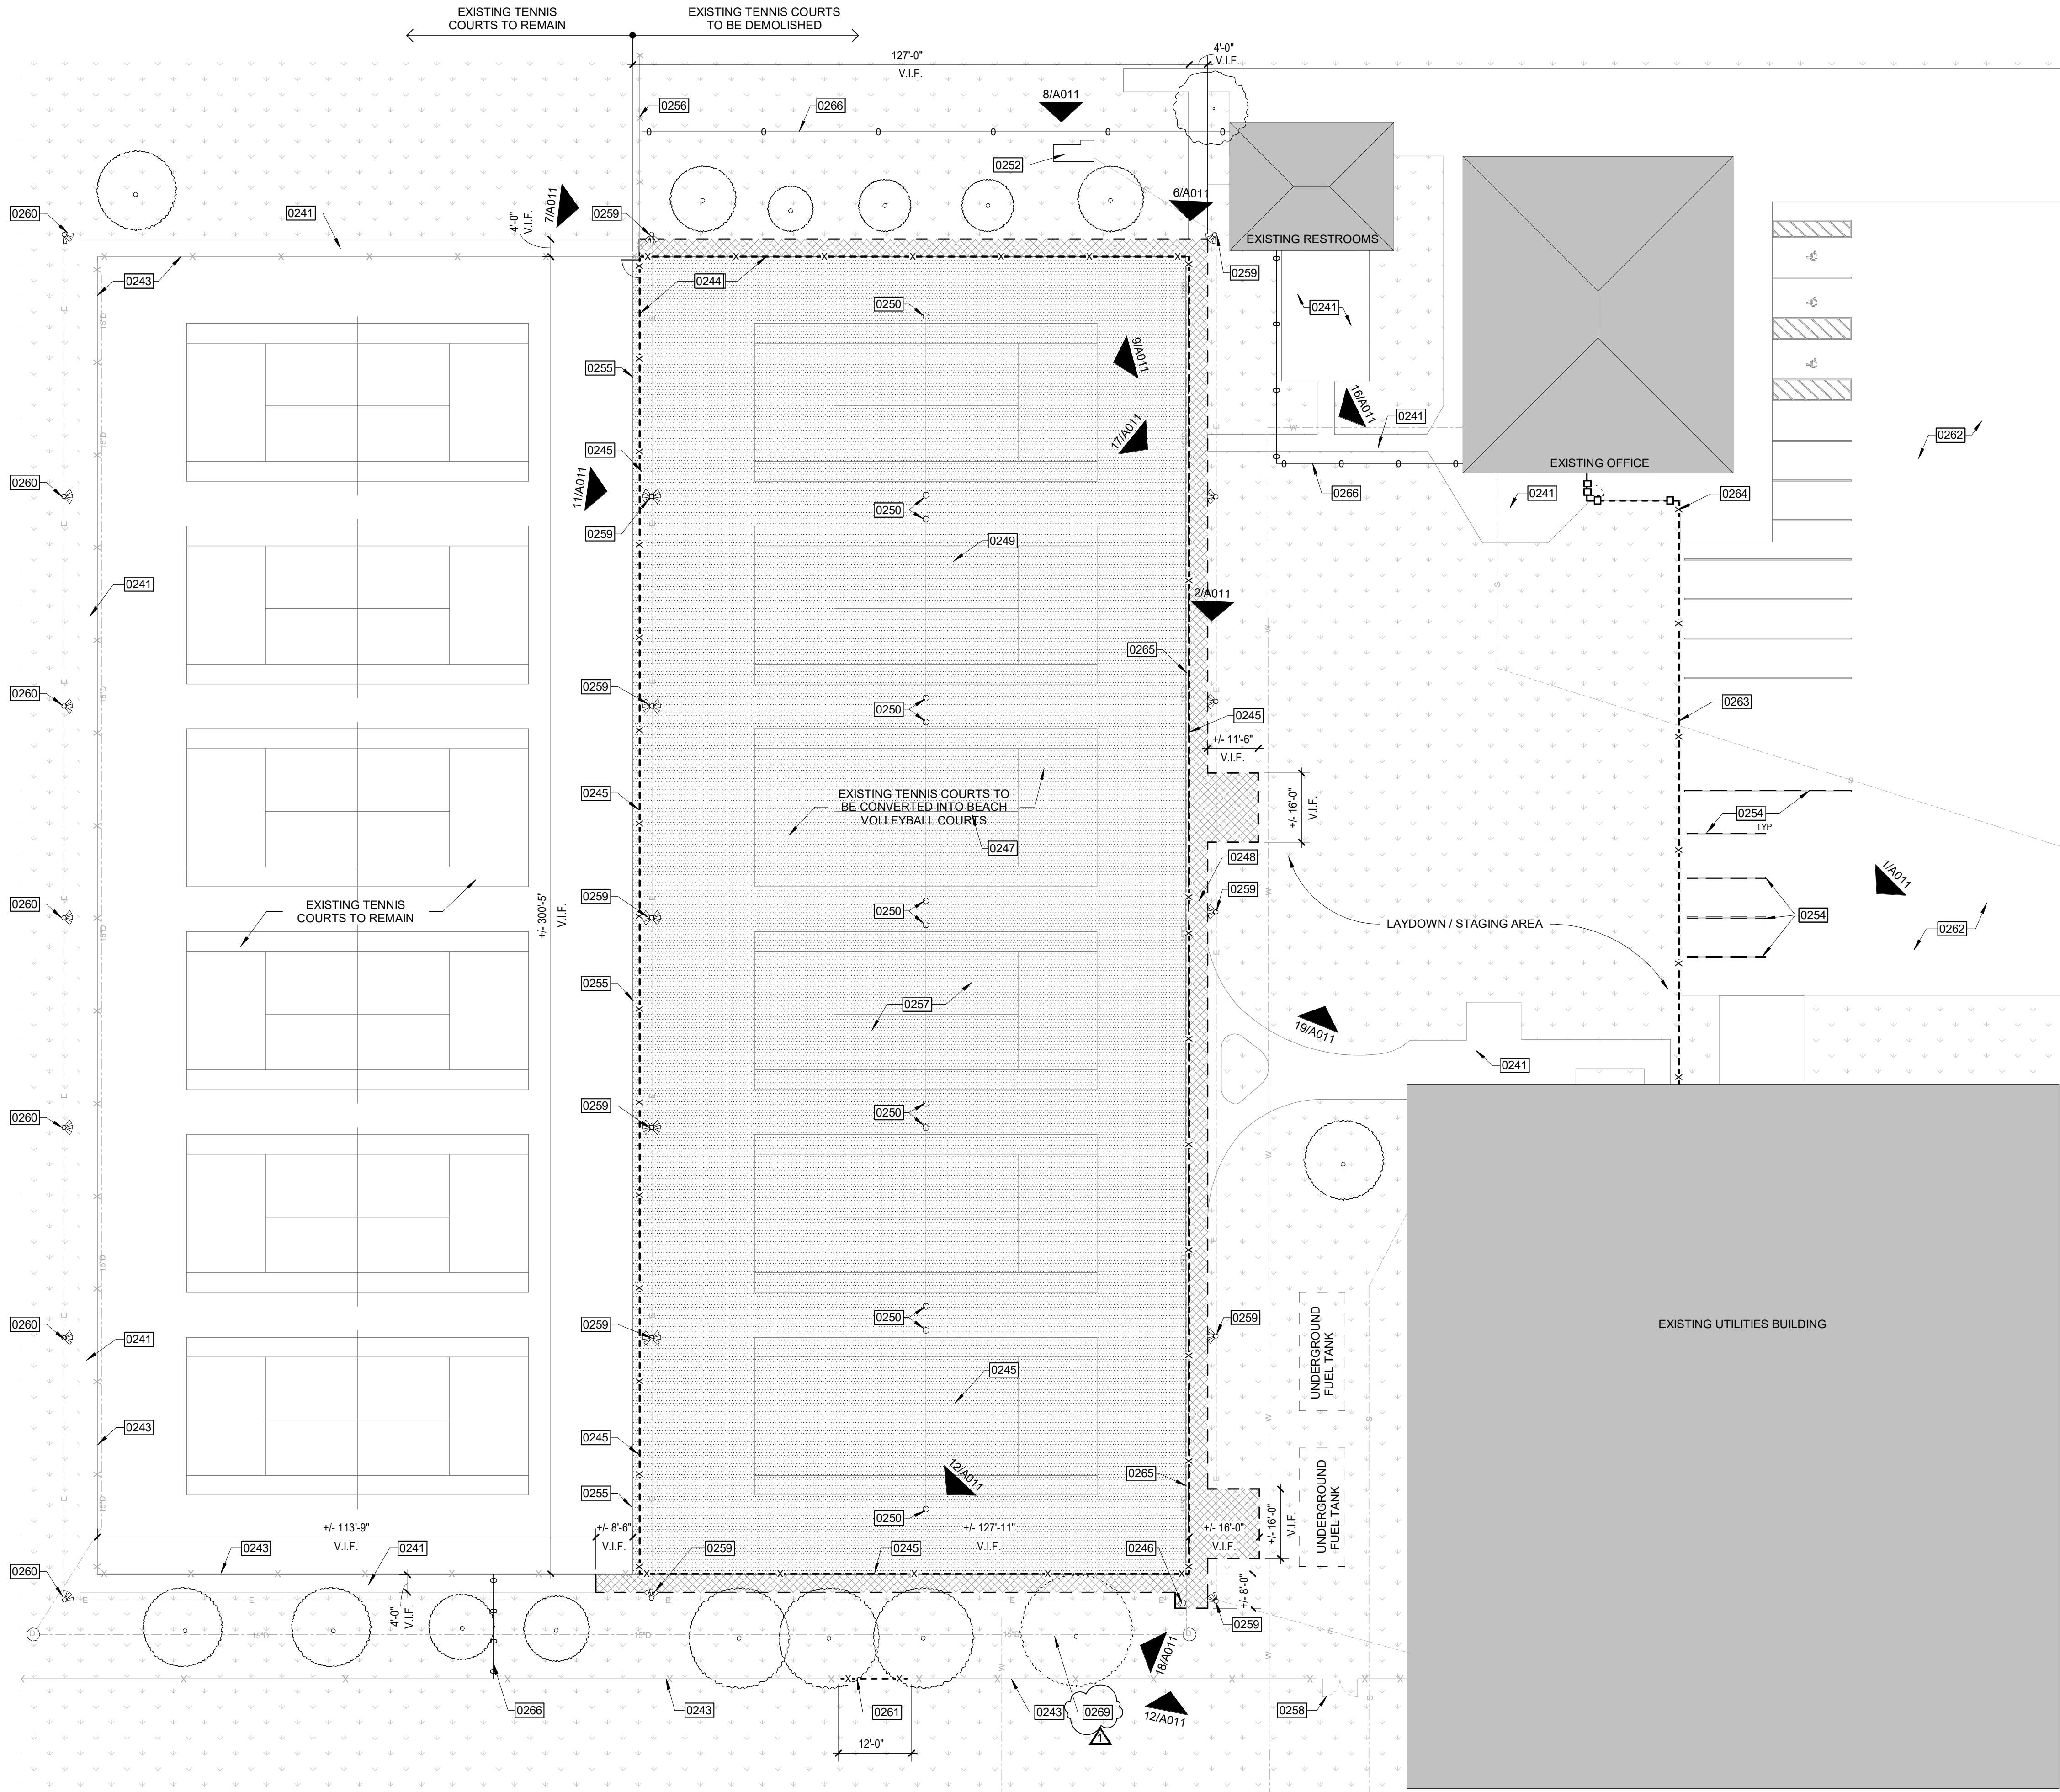 EXISTING TENNIS
COURTS TO REMAIN
EXISTING TENNIS COURTS
TO BE DEMOLISHED
127'-0"
V.I.F.
4'-0"
V.I.F.
0256
0266
8/A011
0252
6/A011
7/A011
4'-0"
V.I.F.
0260
0241
0259
EXISTING RESTROOMS
0259
0243
0244
0250
0241
9/A011
0255
16/A011
0241
17/A011
0262
0245
11/A011
EXISTING OFFICE
0260
0250
0266
0241
0264
0259
0249
0241
2/A011
0265
0260
0259
0250
0245
0263
+/- 11'-6"
V.I.F.
0245
EXISTING TENNIS COURTS TO
BE CONVERTED INTO BEACH
VOLLEYBALL COURTS
+/- 16'-0"
V.I.F.
0254
TYP
0247
0248
1/A011
0259
0260
EXISTING TENNIS
COURTS TO REMAIN
+/- 300'-5"
V.I.F.
0259
0250
LAYDOWN / STAGING AREA
0254
0262
0255
0257
19/A011
0241
0260
0259
0250
0260
0241
0259
0250
0259
UNDERGROUND
FUEL TANK
EXISTING UTILITIES BUILDING
0245
0243
0245
12/A011
0265
0255
0250
UNDERGROUND
FUEL TANK
+/- 113'-9"
V.I.F.
+/- 8'-6"
V.I.F.
+/- 127'-11"
V.I.F.
+/- 16'-0"
V.I.F.
+/- 16'-0"
V.I.F.
0260
0243
0241
0259
0245
0246
4'-0"
V.I.F.
+/- 8'-0"
0259
D
15"D
15"D
15"D
D
18/A011
0266
0243
0261
0243
0269
12/A011
0258
1
12'-0"